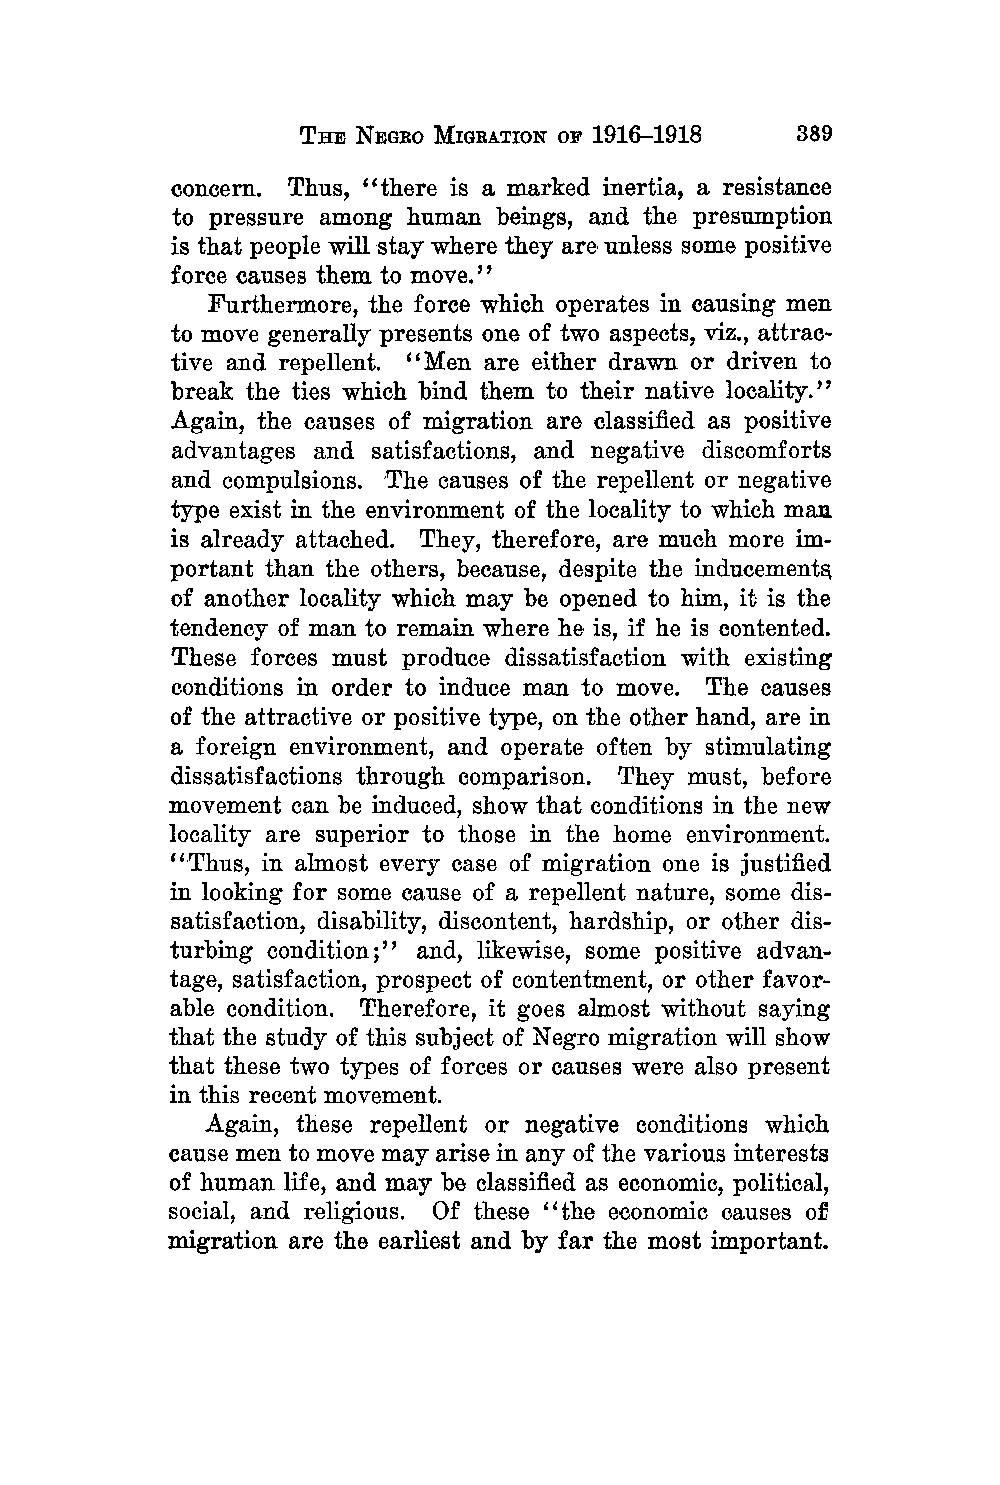 The Negro Migration of 1916–1918 389
concern. Thus, ‘‘there is a marked inertia, a resistance
to pressure among human beings, and the presumption
is that people will stay where they are unless some positive
force causes them to move.’’
Furthermore, the force which operates in causing men
to move generally presents one of two aspects, viz., attrac-
tive and repellent. ‘‘Men are either drawn or driven to
break the ties which bind them to their native locality.’’
Again, the causes of migration are classified as positive
advantages and satisfactions, and negative discomforts
and compulsions. The causes of the repellent or negative
type exist in the environment of the locality to which man
is already attached. They, therefore, are much more im-
portant than the others, because, despite the inducements
of another locality which may be opened to him, it is the
tendency of man to remain where he is, if he is contented.
These forces must produce dissatisfaction with existing
conditions in order to induce man to move. The causes
of the attractive or positive type, on the other hand, are in
a foreign environment, and operate often by stimulating
dissatisfactions through comparison. They must, before
movement can be induced, show that conditions in the new
locality are superior to those in the home environment.
‘‘Thus, in almost every case of migration one is justified
in looking for some cause of a repellent nature, some dis-
satisfaction, disability, discontent, hardship, or other dis-
turbing condition;’’ and, likewise, some positive advan-
tage, satisfaction, prospect of contentment, or other favor-
able condition. Therefore, it goes almost without saying
that the study of this subject of Negro migration will show
that these two types of forces or causes were also present
in this recent movement.
Again, these repellent or negative conditions which
cause men to move may arise in any of the various interests
of human life, and may be classified as economic, political,
social, and religious. Of these ‘‘the economic causes of
migration are the earliest and by far the most important.